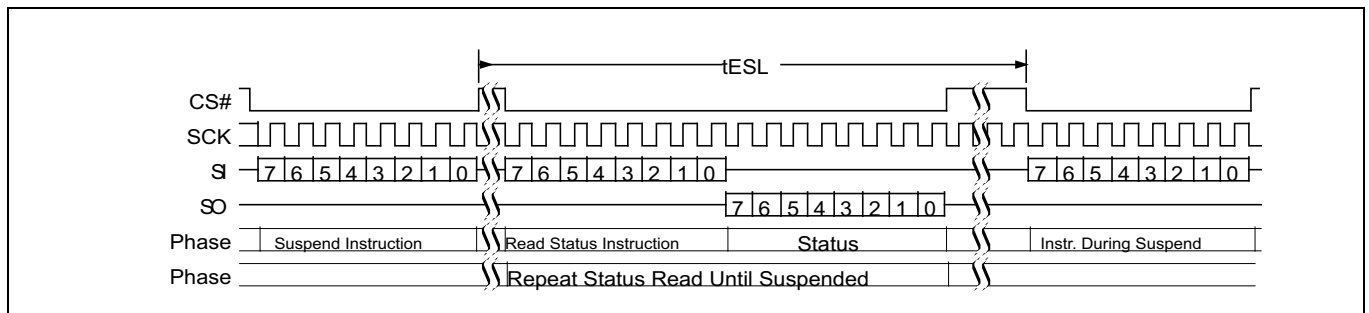 tESL
CS#
SCK
SI 7 6 5 4 3 2 1 0 7 6 5 4 3 2 1 0 7 6 5 4 3 2 1 0
SO 7 6 5 4 3 2 1 0
Phase Suspend Instruction Read Status Instruction Status Instr. During Suspend
Phase Repeat Status Read Until Suspended